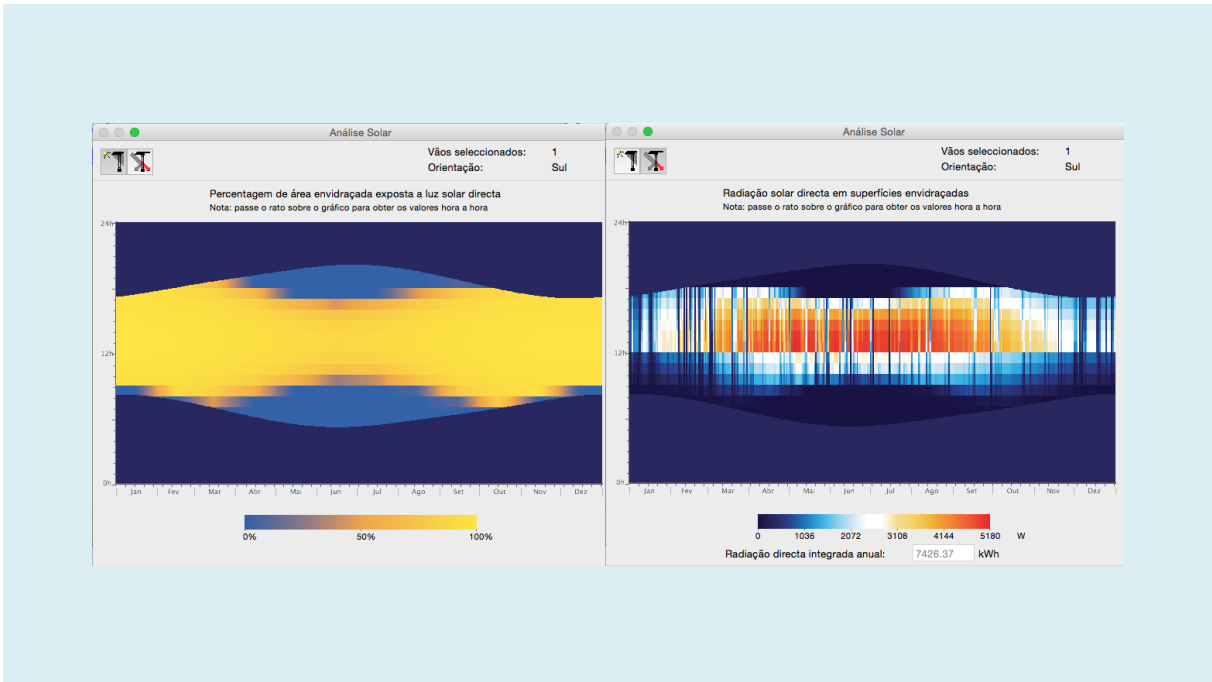 Análise Solar
Vãos seleccionados: 1
Orientação: Sul
Percentagem de área envidraçada exposta a luz solar directa
Nota: passe o rato sobre o gráfico para obter os valores hora a hora
24h
12h
0h
Jan Fev Mar Abr Mai Jun Jul Ago Set Out Nov Dez
0% 50% 100%
Análise Solar
Vãos seleccionados: 1
Orientação: Sul
Radiação solar directa em superfícies envidraçadas
Nota: passe o rato sobre o gráfico para obter os valores hora a hora
24h
12h
0h
Jan Fev Mar Abr Mai Jun Jul Ago Set Out Nov Dez
0 1036 2072 3108 4144 5180 W
Radiação directa integrada anual: 7426.37 kWh